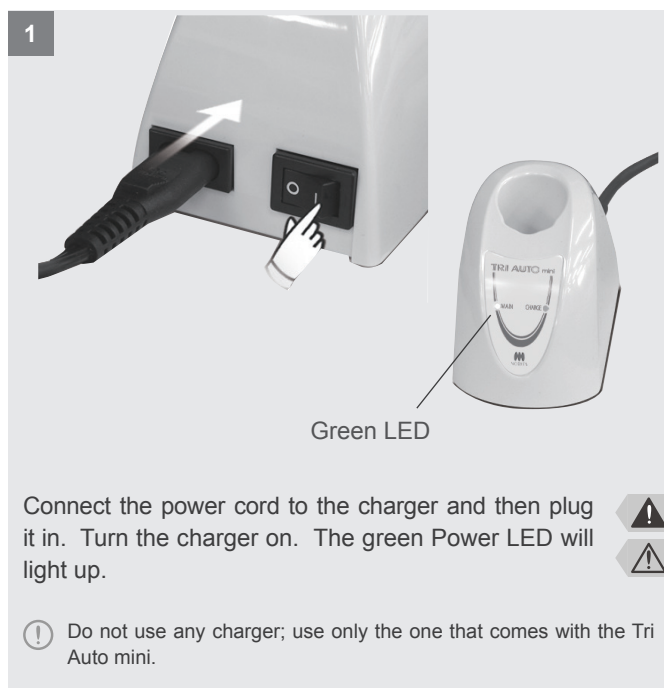 1
TRI AUTO mini
MAIN CHARGE
Green LED
Connect the power cord to the charger and then plug
it in. Turn the charger on. The green Power LED will
light up.
Do not use any charger; use only the one that comes with the Tri
Auto mini.